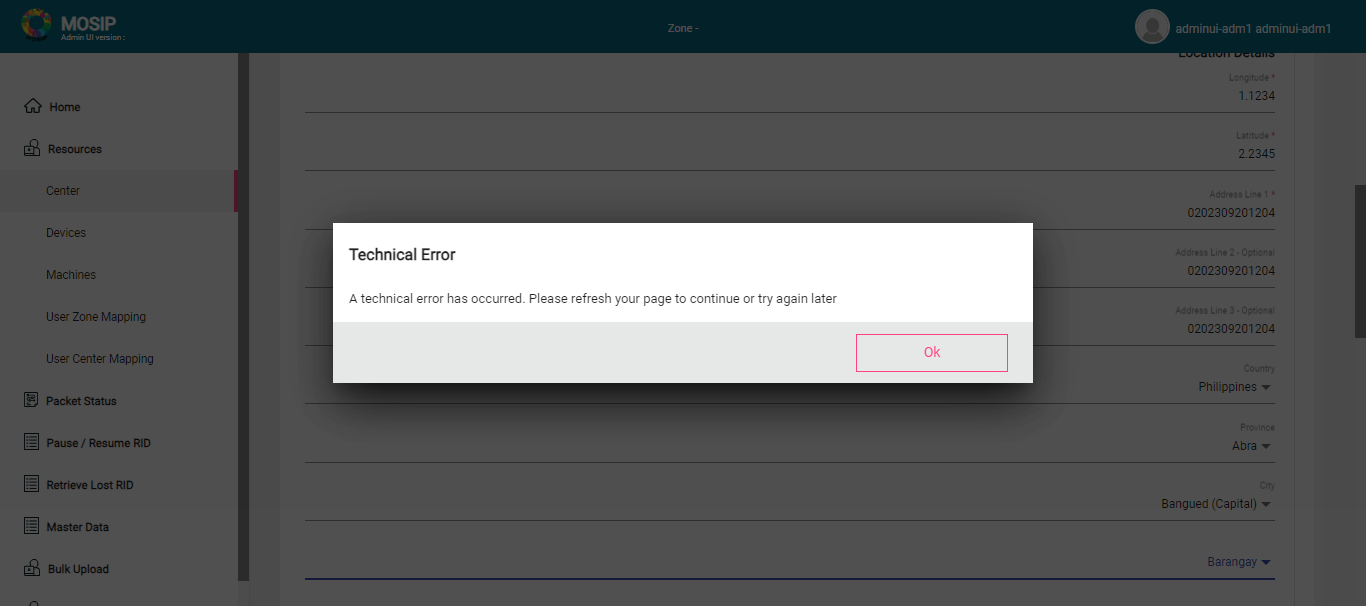 MOSIP
Admin UI version :
Zone -
adminui-adm1 adminui-adm1
Home
Resources
Center
Devices
Machines
User Zone Mapping
User Center Mapping
Packet Status
Pause / Resume RID
Retrieve Lost RID
Master Data
Bulk Upload
Location Details
Longitude *
1.1234
Latitude *
2.2345
Address Line 1 *
0202309201204
Address Line 2 - Optional
0202309201204
Address Line 3 - Optional
0202309201204
Country
Philippines
Province
Abra
City
Bangued (Capital)
Barangay
Technical Error
A technical error has occurred. Please refresh your page to continue or try again later
Ok